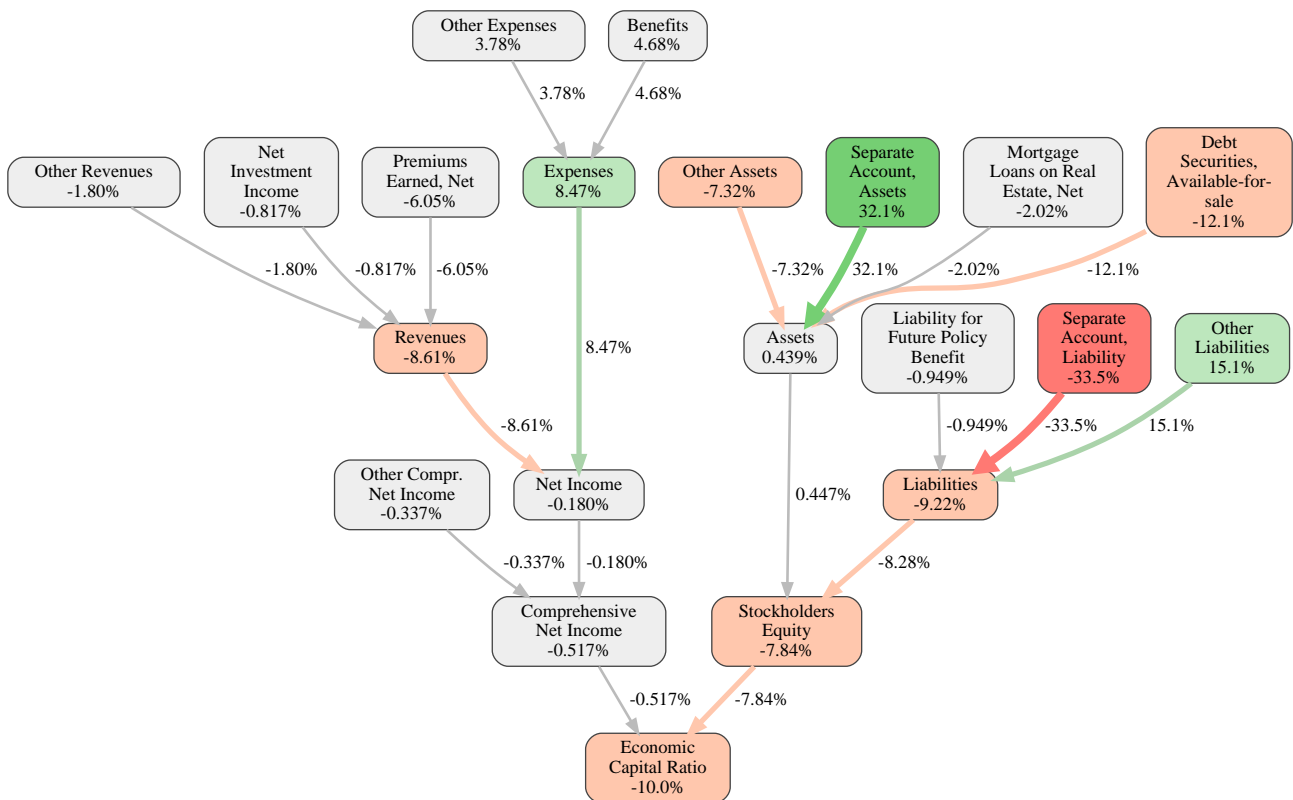 Other Expenses
3.78%
Benefits
4.68%
3.78%
4.68%
Other Revenues
-1.80%
Net
Investment
Income
-0.817%
Premiums
Earned, Net
-6.05%
Expenses
8.47%
Other Assets
-7.32%
Separate
Account,
Assets
32.1%
Mortgage
Loans on Real
Estate, Net
-2.02%
Debt
Securities,
Available-for-
sale
-12.1%
-1.80%
-0.817%
-6.05%
-7.32%
32.1%
-2.02%
-12.1%
Revenues
-8.61%
8.47%
Assets
0.439%
Liability for
Future Policy
Benefit
-0.949%
Separate
Account,
Liability
-33.5%
Other
Liabilities
15.1%
-8.61%
-0.949%
-33.5%
15.1%
Other Compr.
Net Income
-0.337%
Net Income
-0.180%
0.447%
Liabilities
-9.22%
-0.337%
-0.180%
-8.28%
Comprehensive
Net Income
-0.517%
Stockholders
Equity
-7.84%
-0.517%
-7.84%
Economic
Capital Ratio
-10.0%